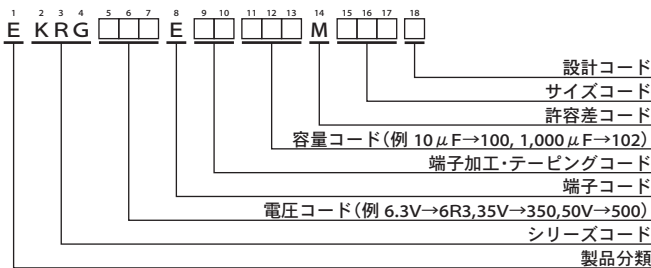 1 2 3 4 5 6 7 8 9 10 11 12 13 14 15 16 17 18
E KRG □□□ E □□ □□□ M □□□ □
設計コード
サイズコード
許容差コード
容量コード(例 10μF→100, 1,000μF→102)
端子加工・テーピングコード
端子コード
電圧コード(例 6.3V→6R3,35V→350,50V→500)
シリーズコード
製品分類